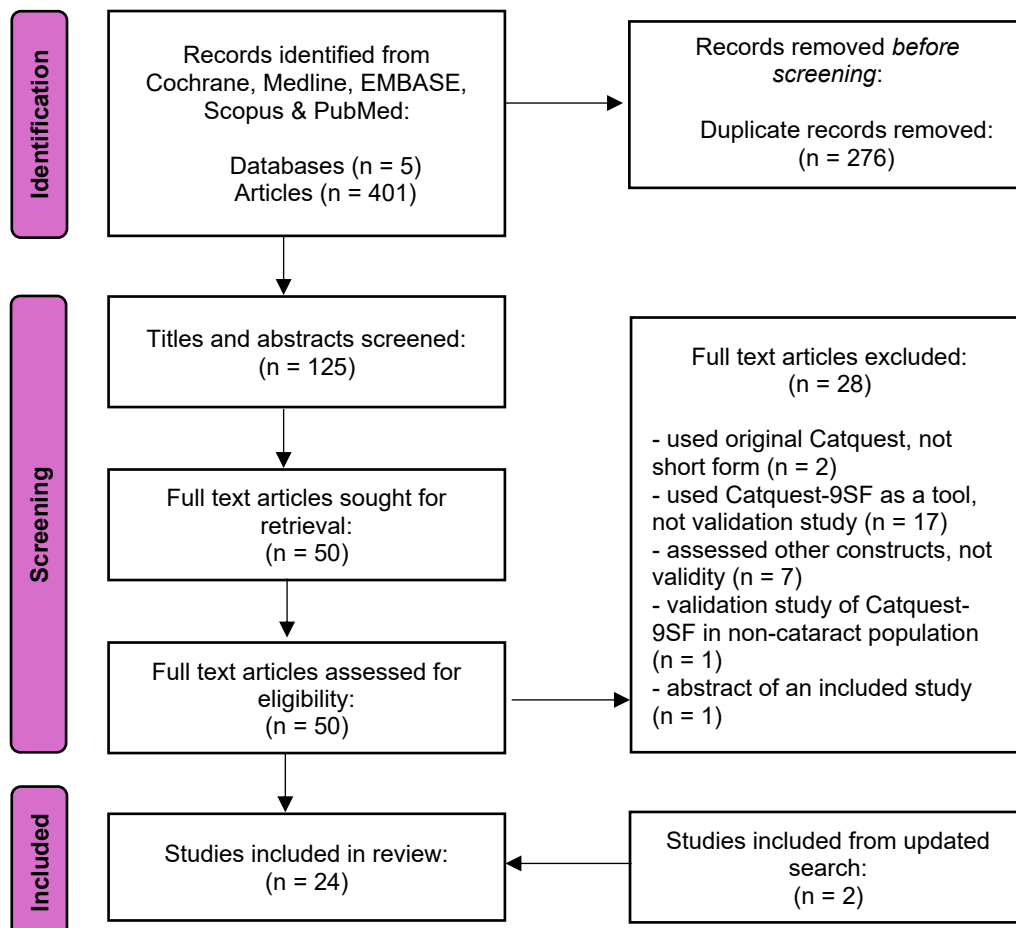 Identification
Records identified from
Cochrane, Medline, EMBASE,
Scopus & PubMed:
Databases (n = 5)
Articles (n = 401)
Records removed before
screening:
Duplicate records removed:
(n = 276)
Screening
Titles and abstracts screened:
(n = 125)
Full text articles sought for
retrieval:
(n = 50)
Full text articles assessed for
eligibility:
(n = 50)
Full text articles excluded:
(n = 28)
- used original Catquest, not
short form (n = 2)
- used Catquest-9SF as a tool,
not validation study (n = 17)
- assessed other constructs, not
validity (n = 7)
- validation study of Catquest-
9SF in non-cataract population
(n = 1)
- abstract of an included study
(n = 1)
Included
Studies included in review:
(n = 24)
Studies included from updated
search:
(n = 2)